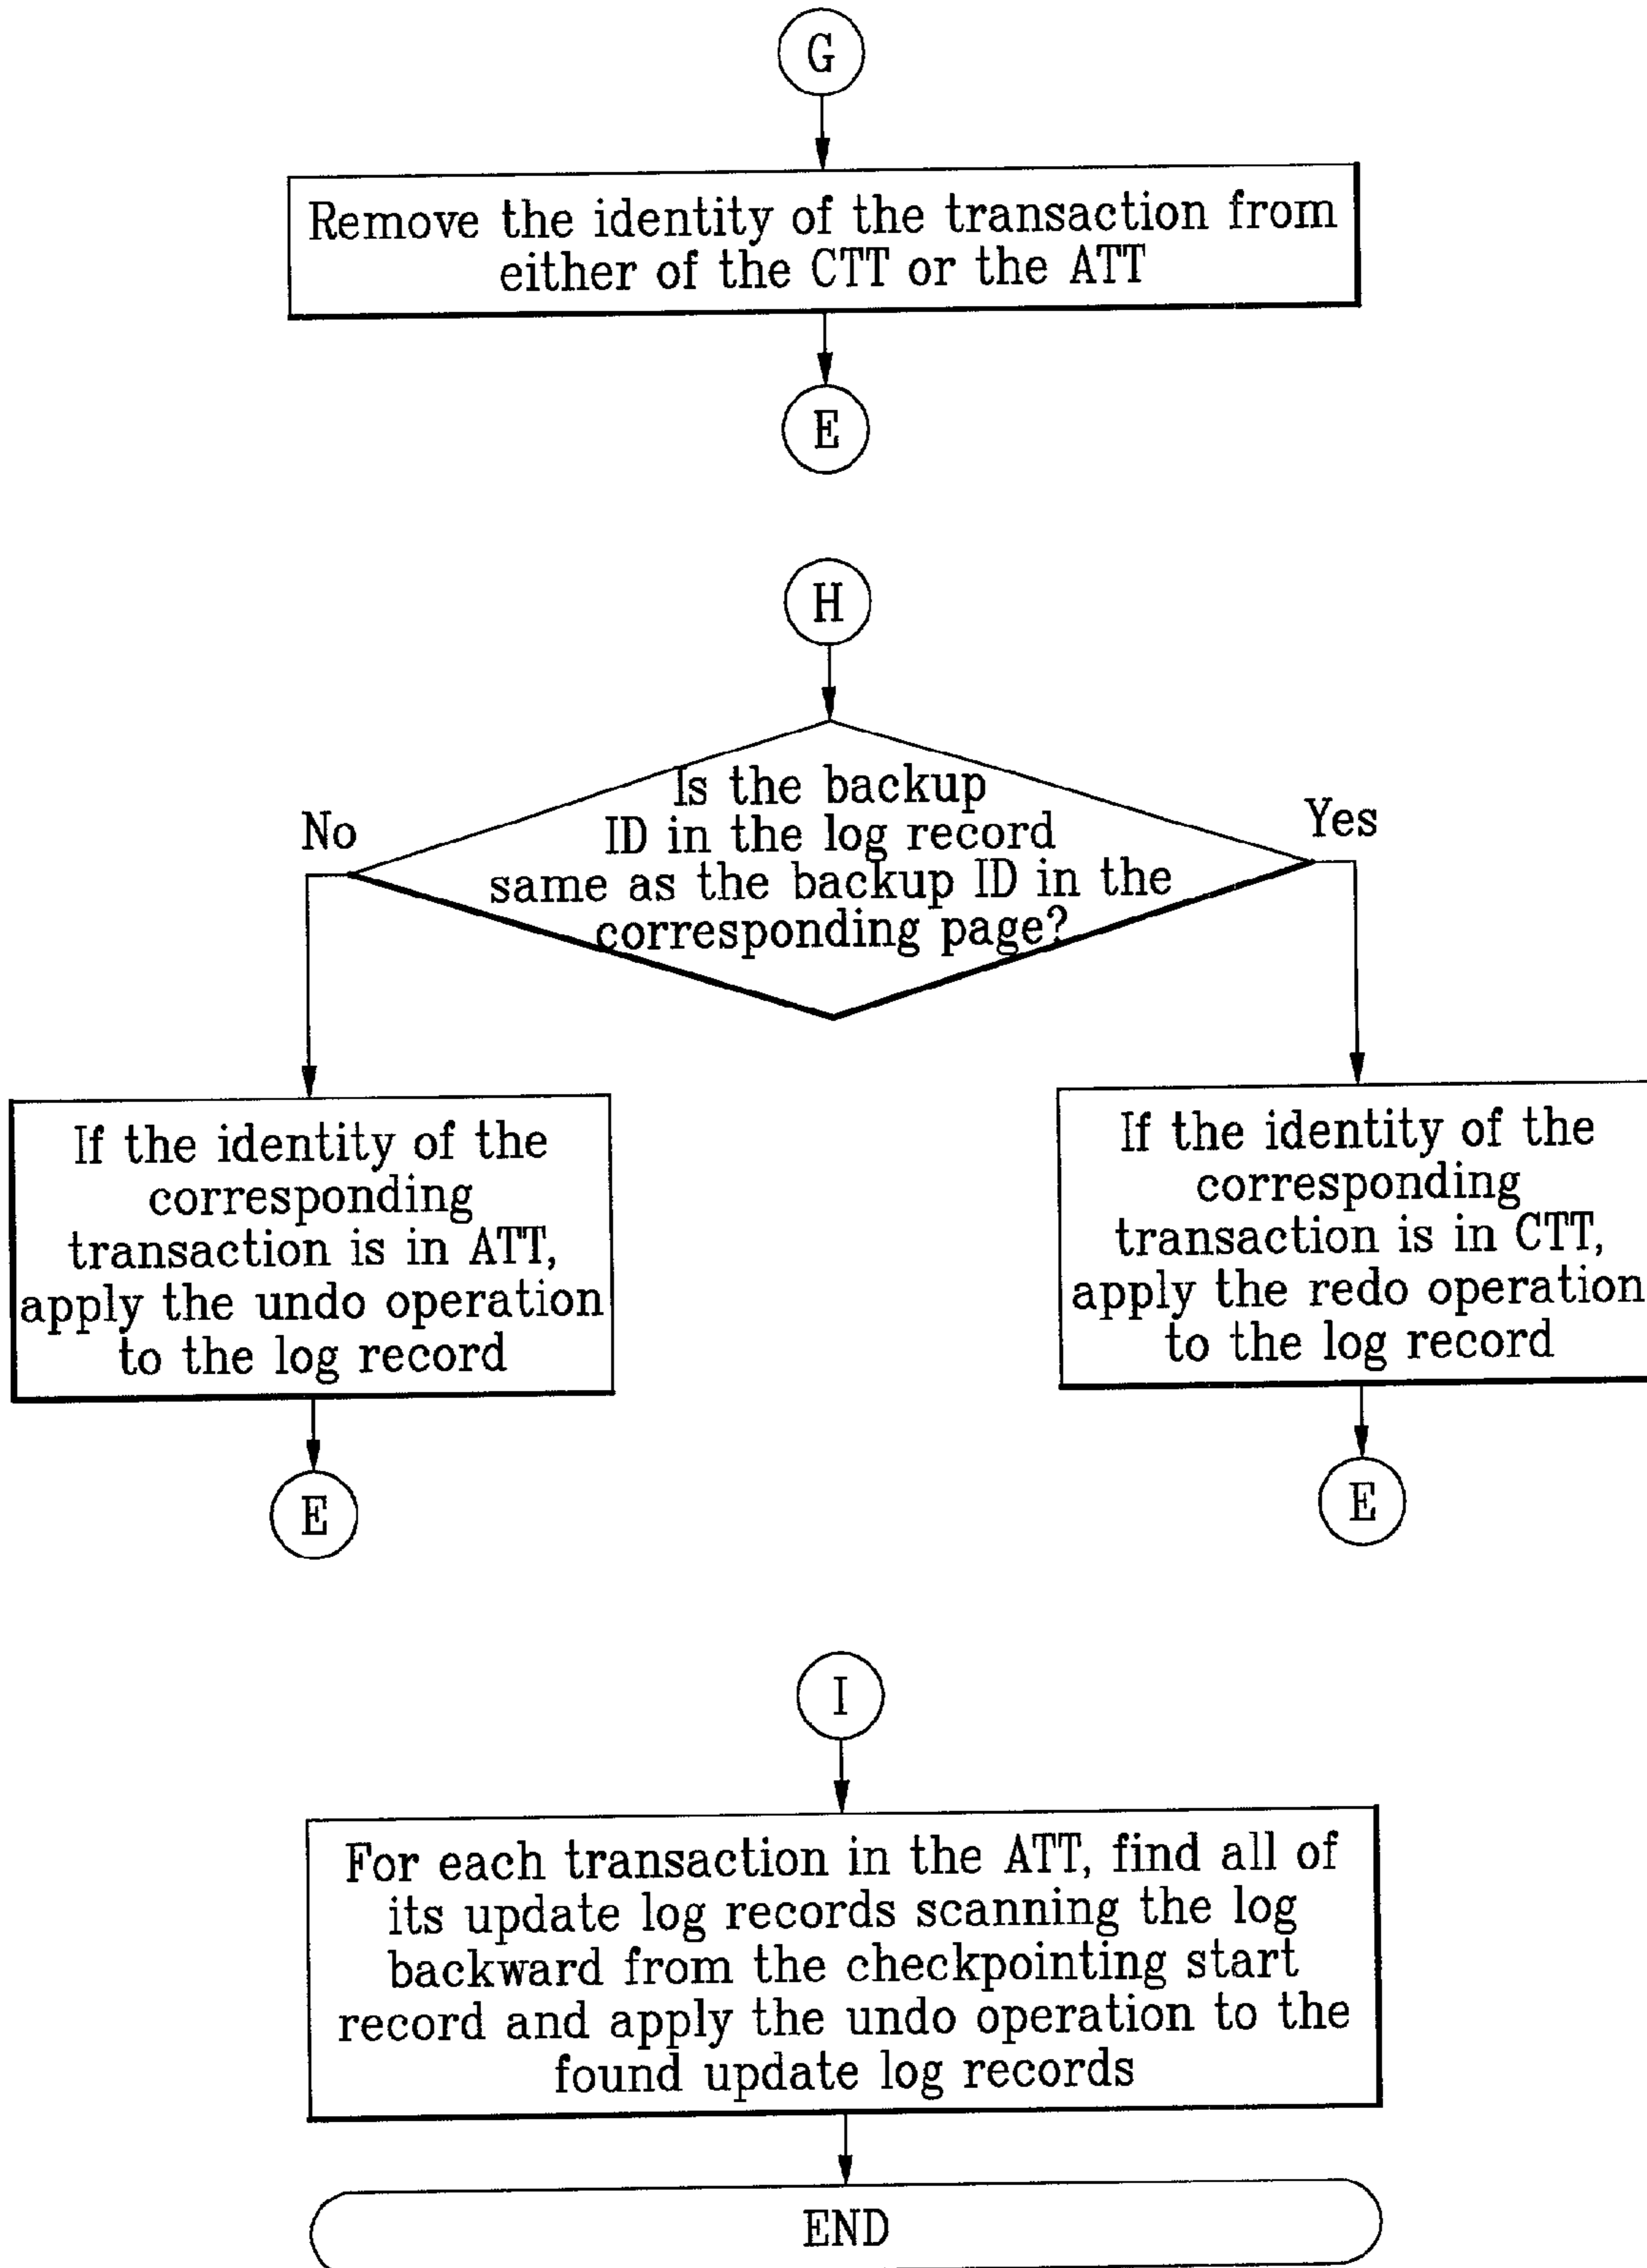 G
Remove the identity of the transaction from
either of the CTT or the ATT
E
H
Is the backup
ID in the log record
same as the backup ID in the
corresponding page?
No
Yes
If the identity of the
corresponding
transaction is in ATT,
apply the undo operation
to the log record
E
If the identity of the
corresponding
transaction is in CTT,
apply the redo operation
to the log record
E
I
For each transaction in the ATT, find all of
its update log records scanning the log
backward from the checkpointing start
record and apply the undo operation to the
found update log records
END